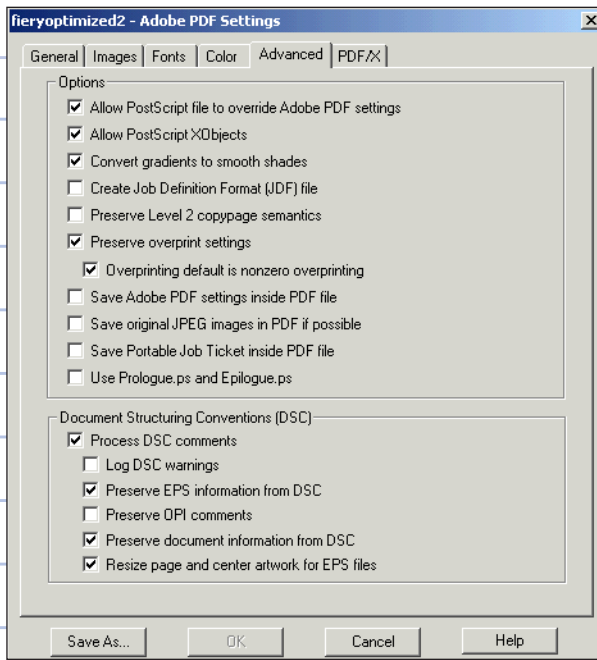 fieryoptimized2 - Adobe PDF Settings
General Images Fonts Color Advanced PDF/X
Options
Allow PostScript file to override Adobe PDF settings
Allow PostScript XObjects
Convert gradients to smooth shades
Create Job Definition Format (JDF) file
Preserve Level 2 copypage semantics
Preserve overprint settings
Overprinting default is nonzero overprinting
Save Adobe PDF settings inside PDF file
Save original JPEG images in PDF if possible
Save Portable Job Ticket inside PDF file
Use Prologue.ps and Epilogue.ps
Document Structuring Conventions (DSC)
Process DSC comments
Log DSC warnings
Preserve EPS information from DSC
Preserve OPI comments
Preserve document information from DSC
Resize page and center artwork for EPS files
Save As... OK Cancel Help